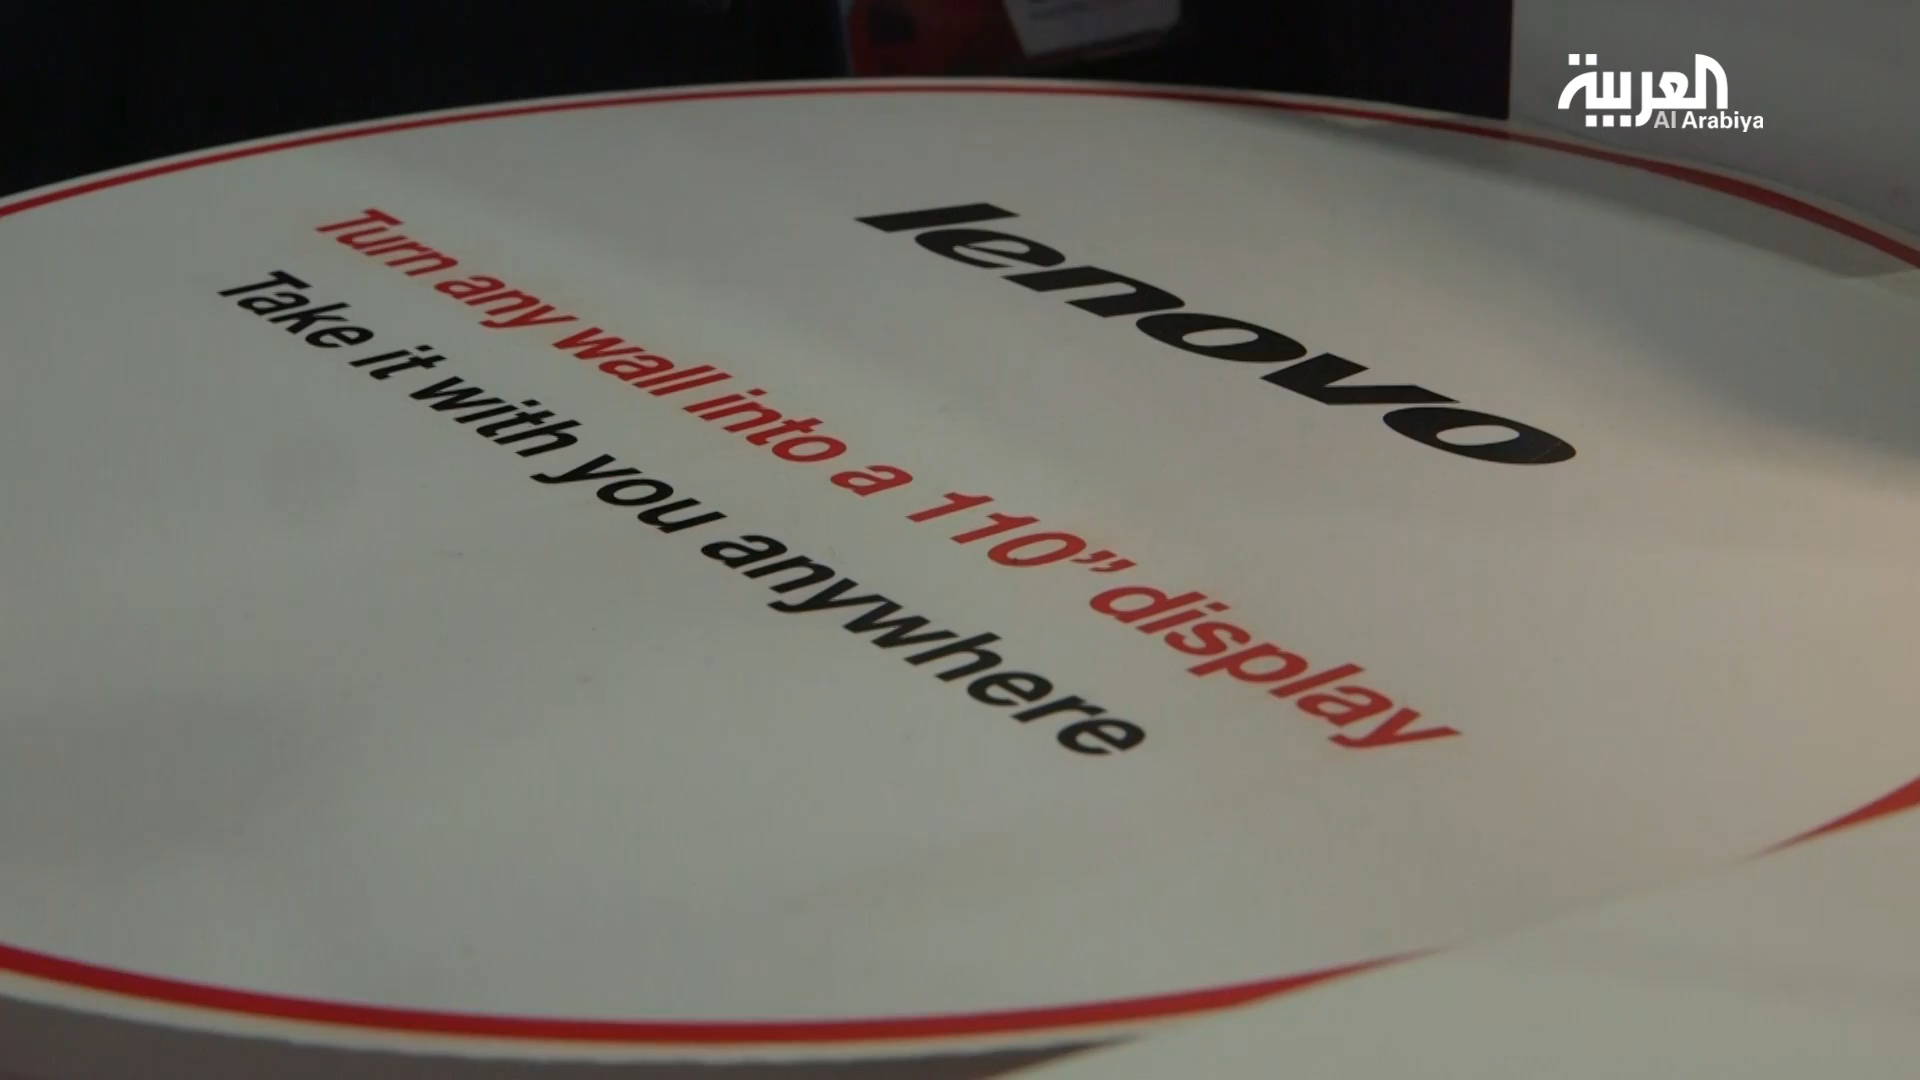 العربية
Al Arabiya
lenovo
Turn any wall into a 110” display
Take it with you anywhere